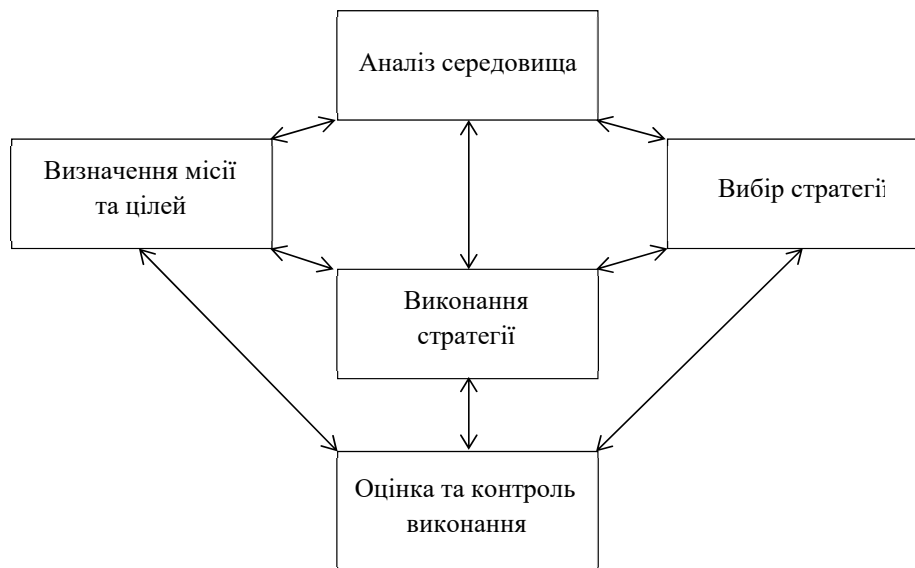 Аналіз середовища
Визначення місії
та цілей
Вибір стратегії
Виконання
стратегії
Оцінка та контроль
виконання